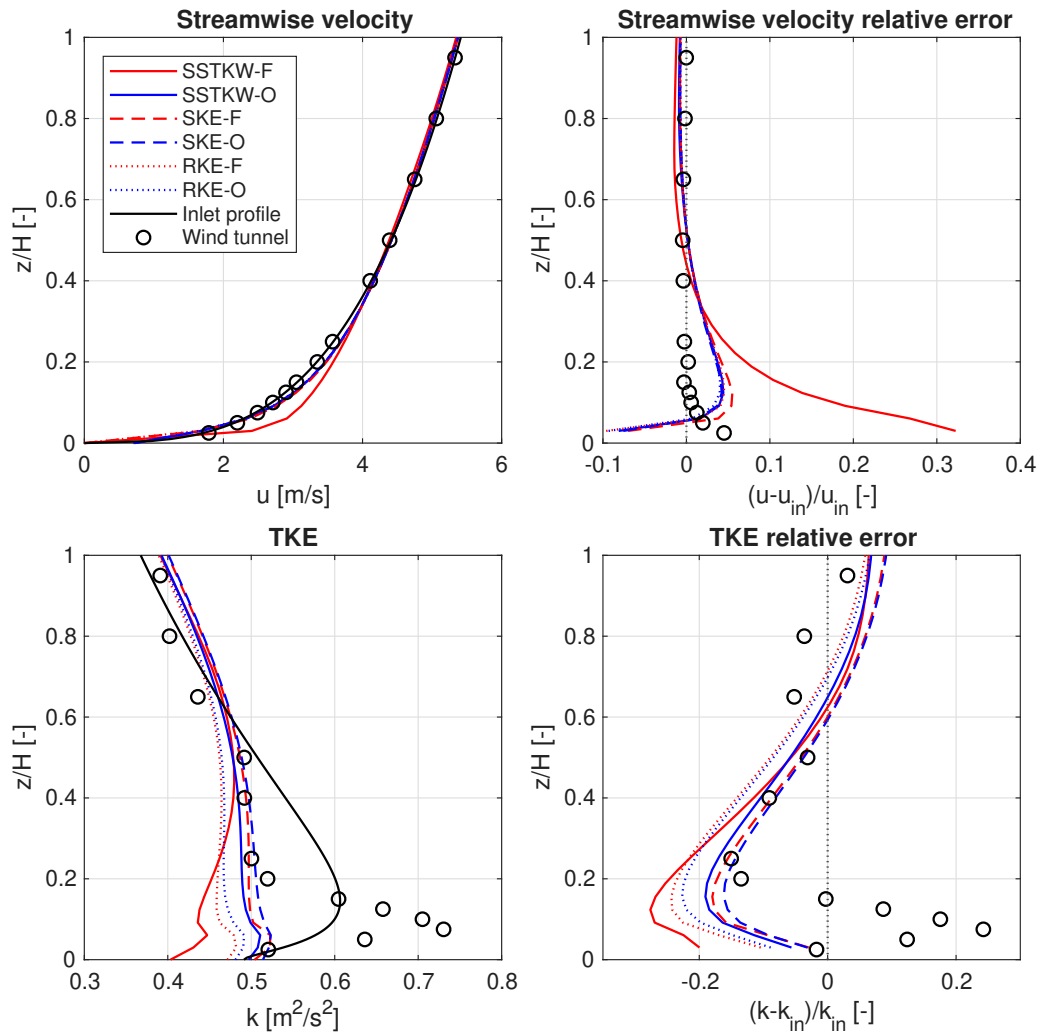 Streamwise velocity
1
0.8
0.6
0.4
0.2
0
z/H [-]
SSTKW-F
SSTKW-O
SKE-F
SKE-O
RKE-F
RKE-O
Inlet profile
Wind tunnel
0 2 4 6
u [m/s]
Streamwise velocity relative error
1
0.8
0.6
0.4
0.2
0
z/H [-]
-0.1 0 0.1 0.2 0.3 0.4
(u-u_in)/u_in [-]
TKE
1
0.8
0.6
0.4
0.2
0
z/H [-]
0.3 0.4 0.5 0.6 0.7 0.8
k [m²/s²]
TKE relative error
1
0.8
0.6
0.4
0.2
0
z/H [-]
-0.2 0 0.2
(k-k_in)/k_in [-]